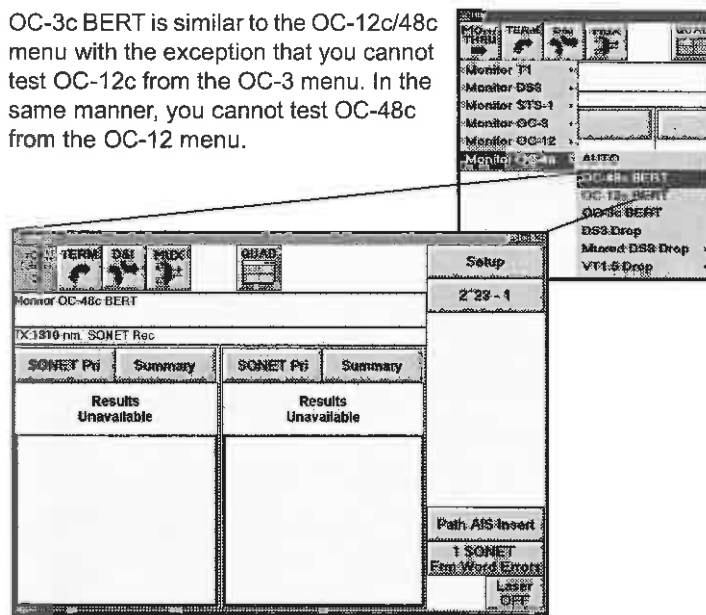 OC-3c BERT is similar to the OC-12c/48c
menu with the exception that you cannot
test OC-12c from the OC-3 menu. In the
same manner, you cannot test OC-48c
from the OC-12 menu.
THRU TERM MUX QUAD
Monitor T1
Monitor DS3
Monitor STS-1
Monitor OC-3
Monitor OC-12
Monitor
AUTO
OC-48c BERT
OC-12c BERT
OC-3c BERT
DS3 Drop
Muxed DS3 Drop
VT1.5 Drop
TERM D&I MUX QUAD
Setup
2^23 - 1
Monitor OC-48c BERT
TX:1310 nm. SONET Rec
SONET Pri Summary SONET Pri Summary
Results
Unavailable
Results
Unavailable
Path AIS Insert
1 SONET
Frm Word Errors
Laser
OFF